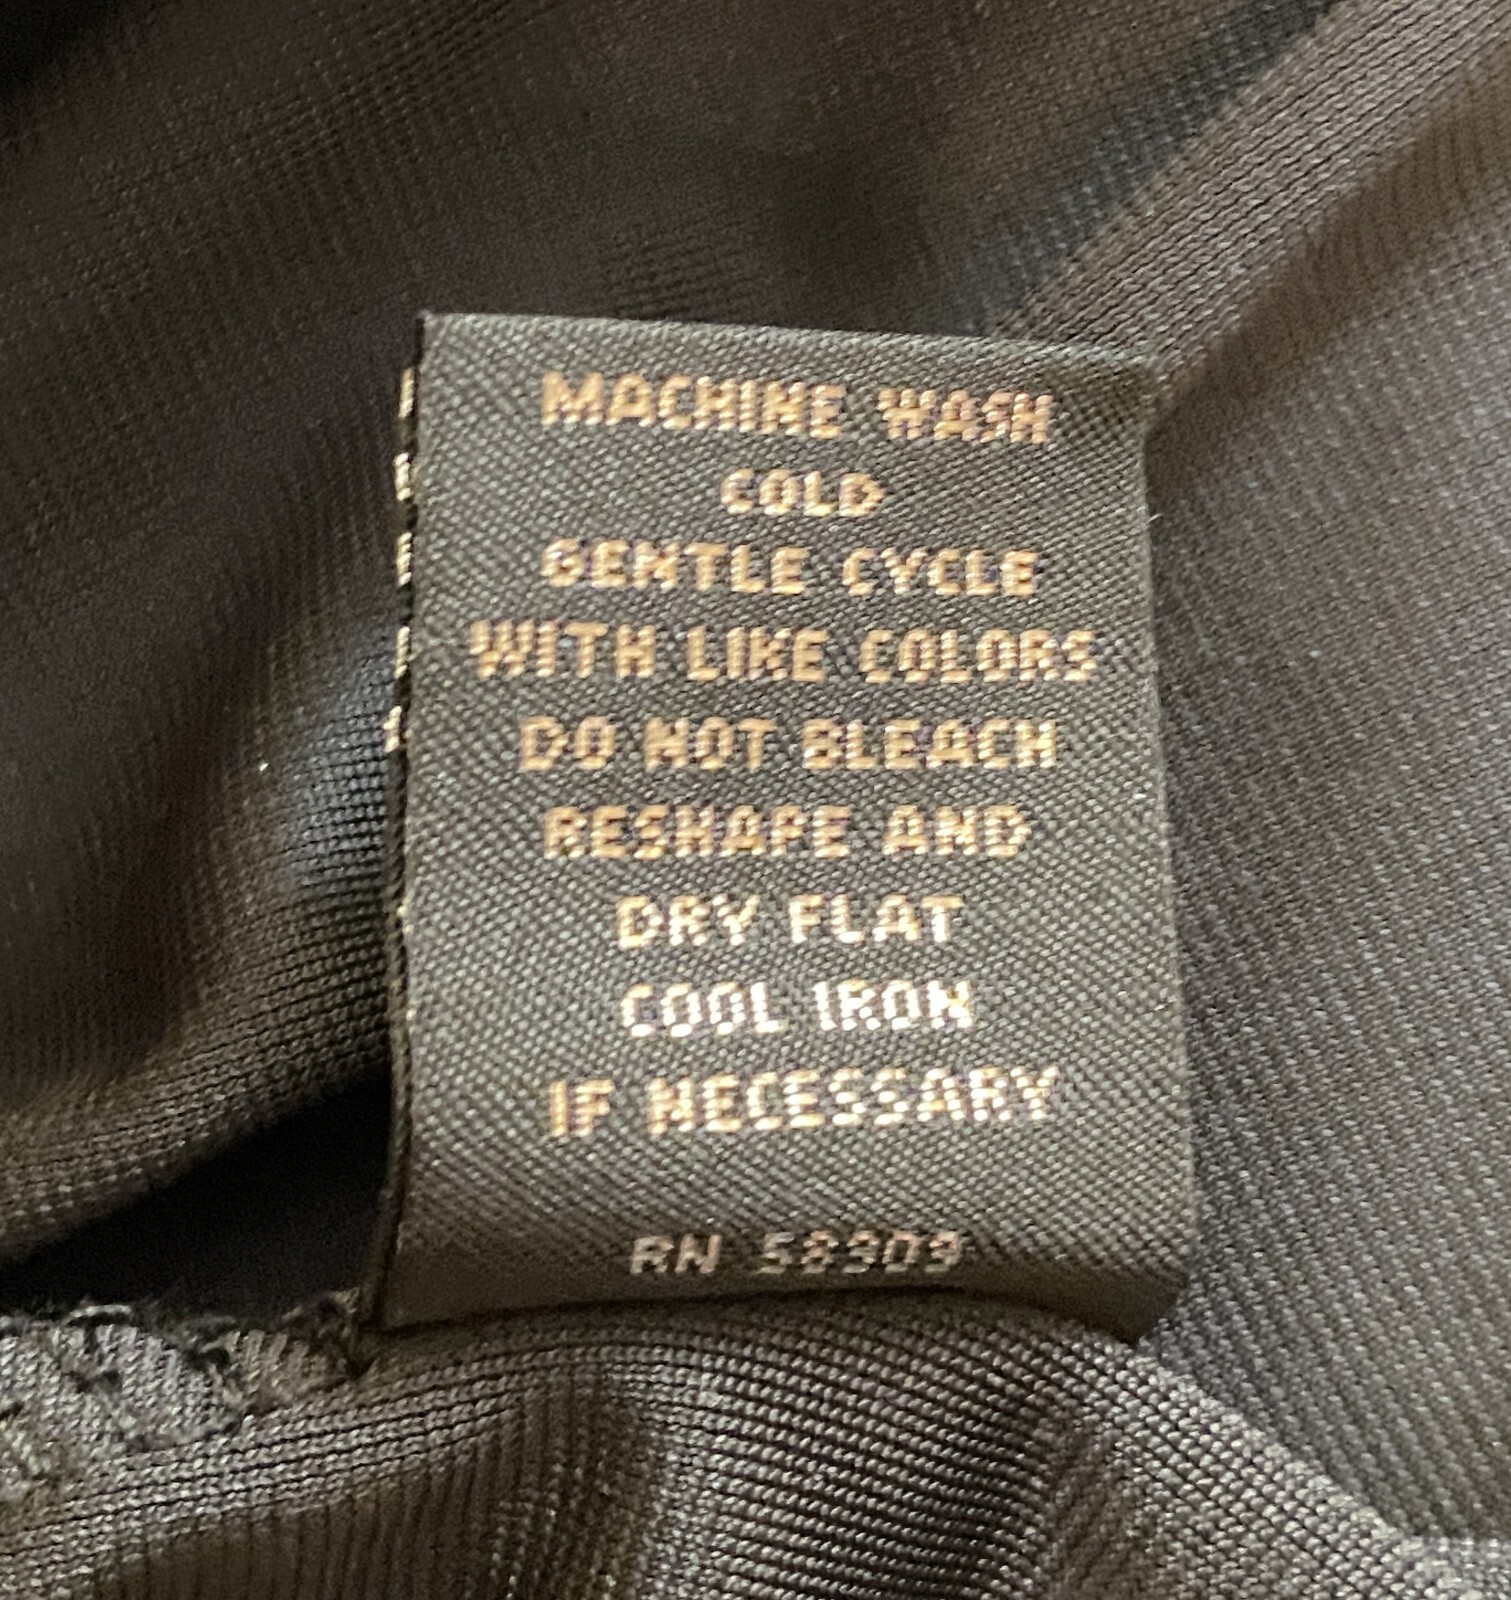 MACHINE WASH
COLD
GENTLE CYCLE
WITH LIKE COLORS
DO NOT BLEACH
RESHAPE AND
DRY FLAT
COOL IRON
IF NECESSARY
RN 58909